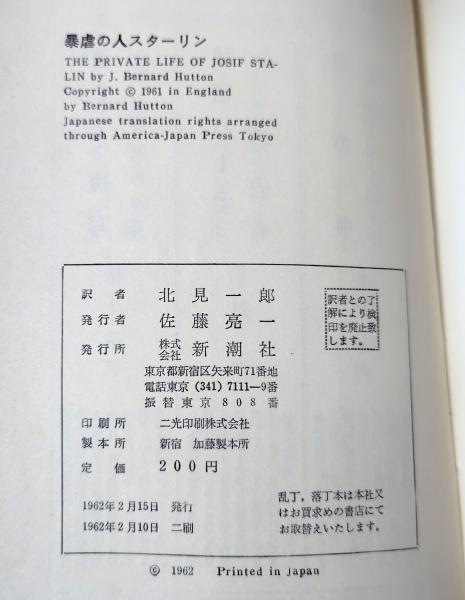 暴虐の人スターリン
THE PRIVATE LIFE OF JOSIF STA-
LIN by J. Bernard Hutton
Copyright © 1961 in England
by Bernard Hutton
Japanese translation rights arranged
through America-Japan Press Tokyo
訳者 北見一郎
発行者 佐藤亮一
発行所 株式会社 新潮社
東京都新宿区矢来町71番地
電話東京 (341) 7111―9番
振替東京 808番
印刷所 二光印刷株式会社
製本所 新宿 加藤製本所
定価 200円
訳者との了
解により検
印を廃止致
します。
1962年2月15日 発行
1962年2月10日 二刷
乱丁,落丁本は本社又
はお買求めの書店にて
お取替えいたします。
© 1962 Printed in Japan